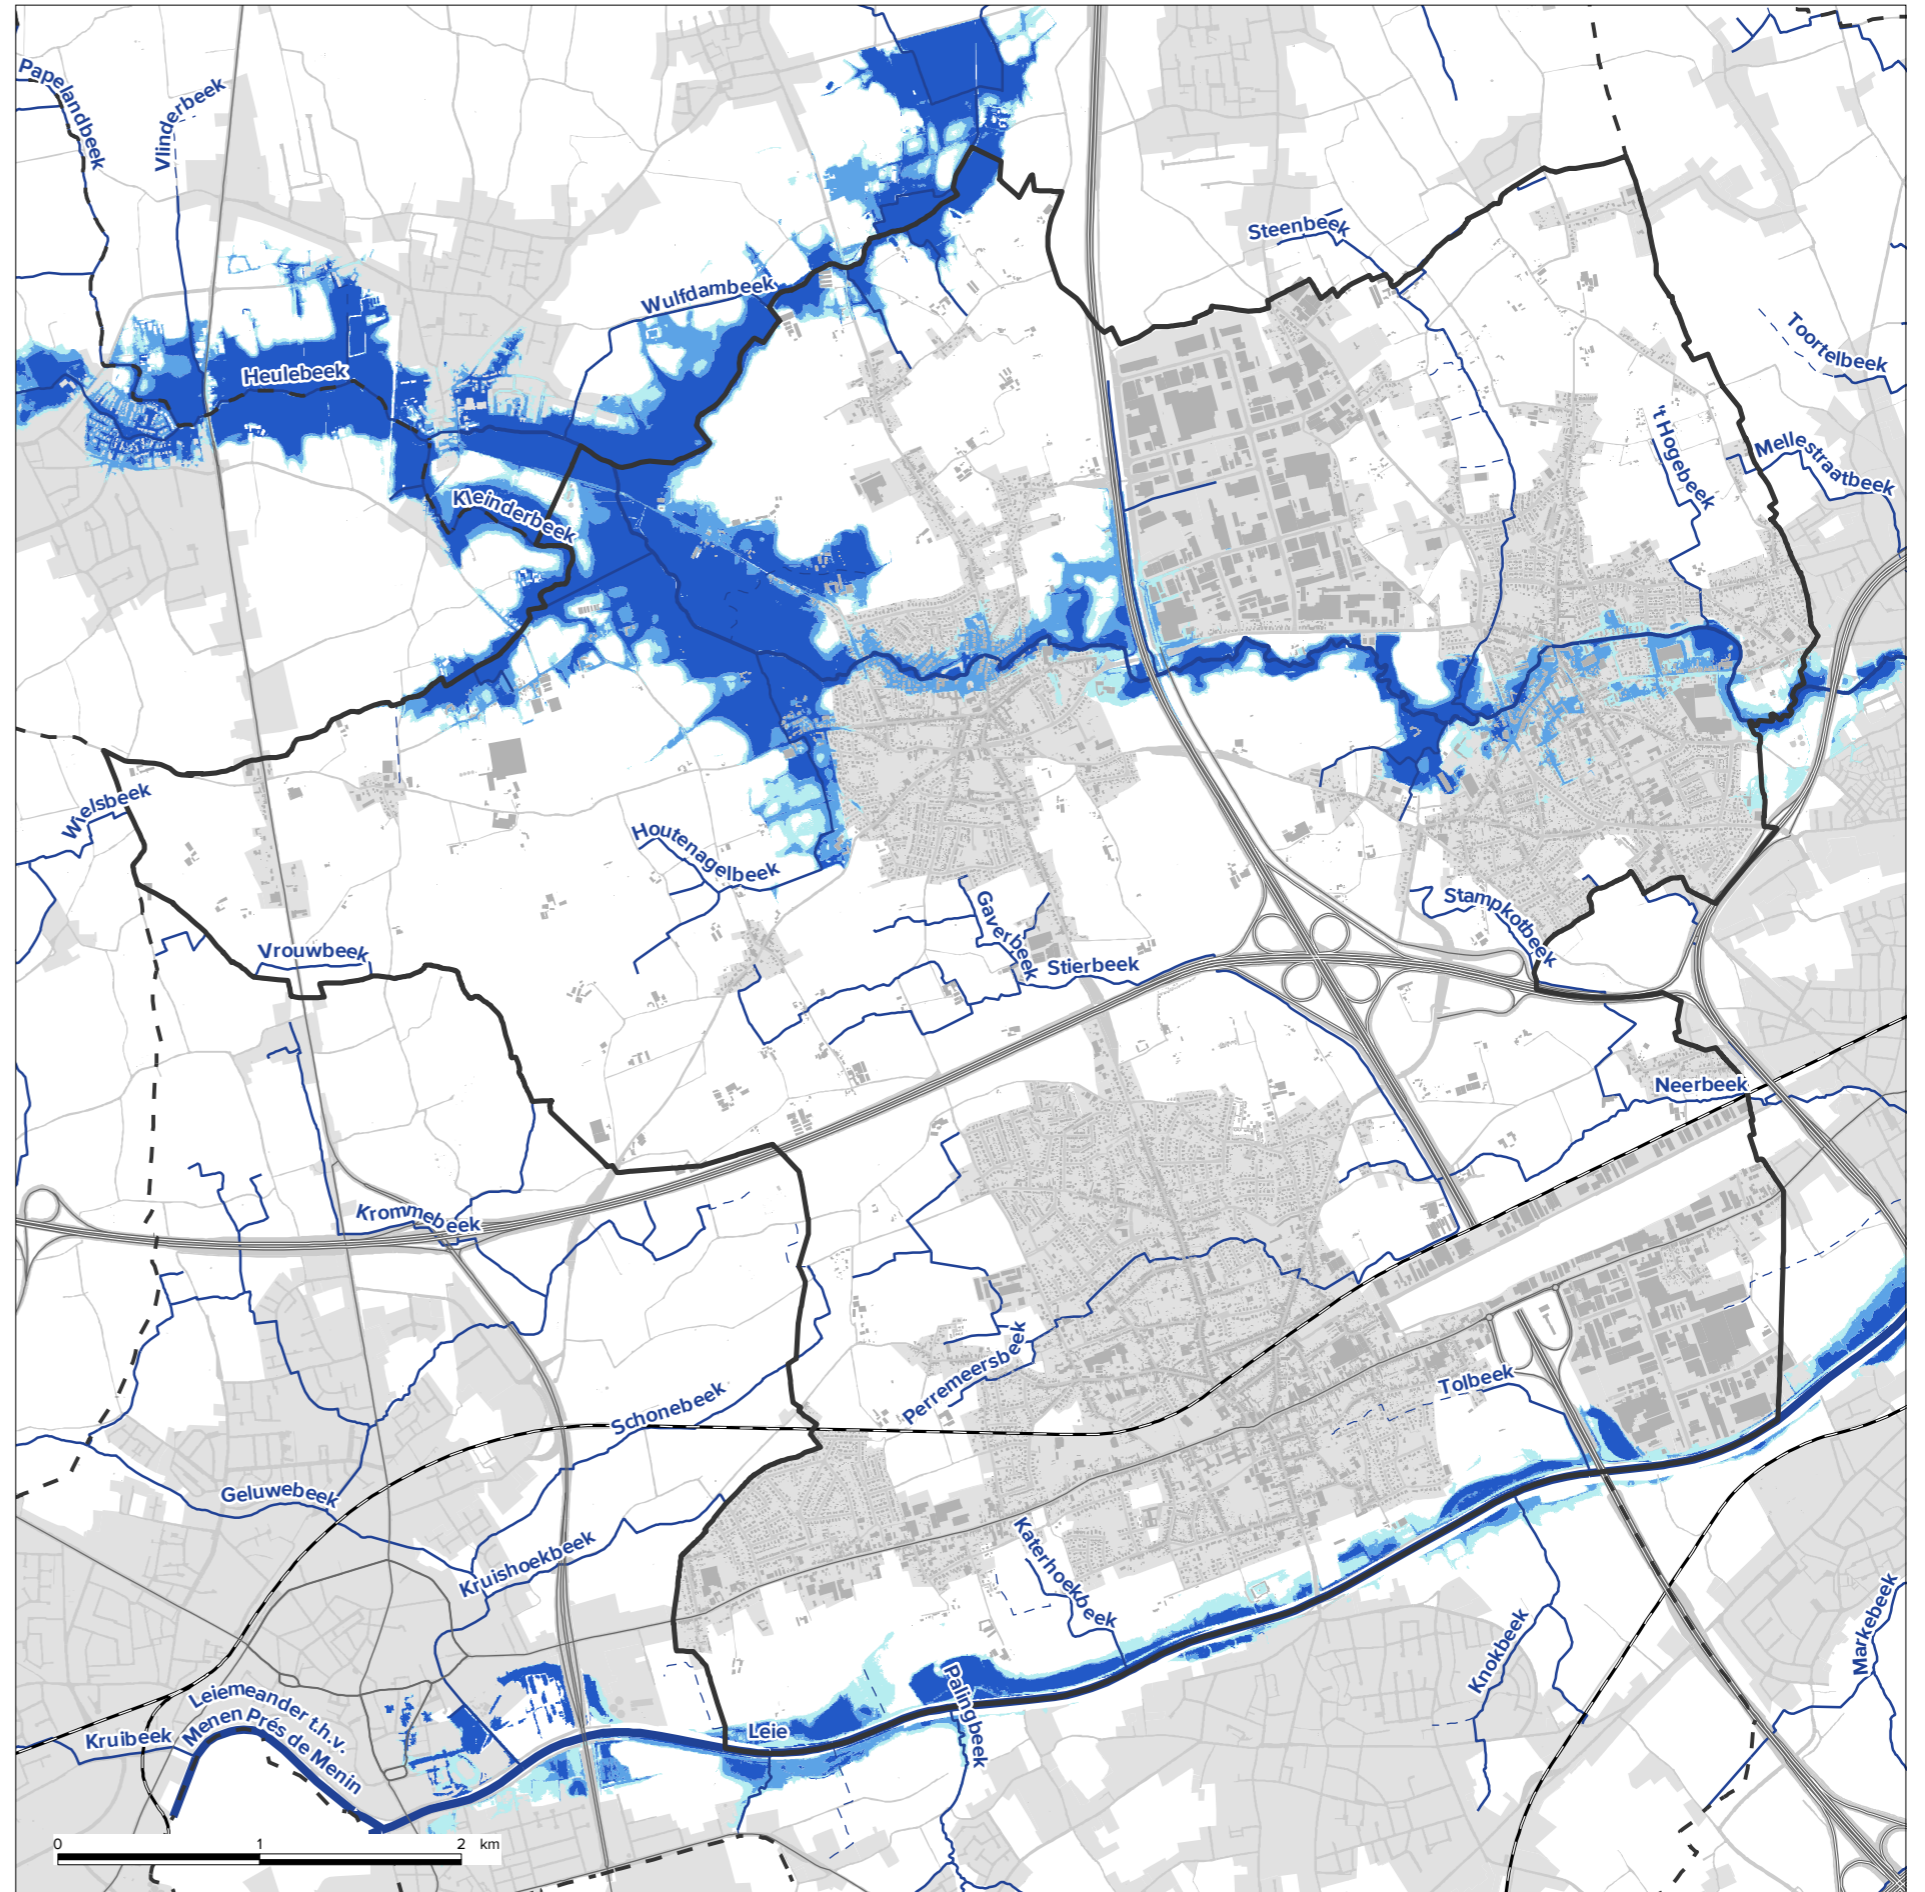 Papelandbeek
Vlinderbeek
Steenbeek
Wulfdambeek
Toortelbeek
Heulebeek
't Hogebeek
Mellestraatbeek
Kleinderbeek
Wielsbeek
Houtenagelbeek
Gaverbeek
Stampkotbeek
Vrouwbeek
Stierbeek
Neerbeek
Krommebeek
Perremeersbeek
Tolbeek
Schonebeek
Geluwebeek
Kruishoekbeek
Katerhoekbeek
Knokbeek
Markebeek
Palingbeek
Leie
Kruibeek
Leiemeander t.h.v.
Menen Prés de Menin
0 1 2 km